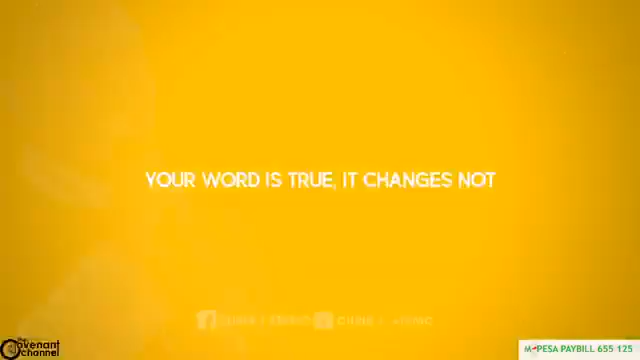 YOUR WORD IS TRUE, IT CHANGES NOT
the
Covenant
Channel
M-PESA PAYBILL 655 125